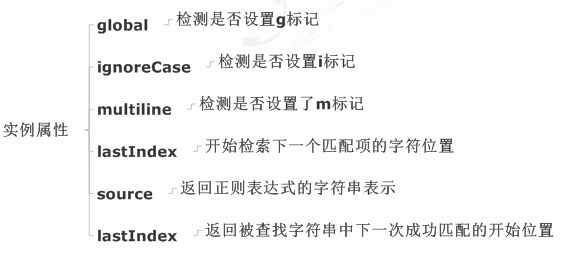 global 检测是否设置g标记
ignoreCase 检测是否设置i标记
multiline 检测是否设置了m标记
实例属性
lastIndex 开始检索下一个匹配项的字符位置
source 返回正则表达式的字符串表示
lastIndex 返回被查找字符串中下一次成功匹配的开始位置